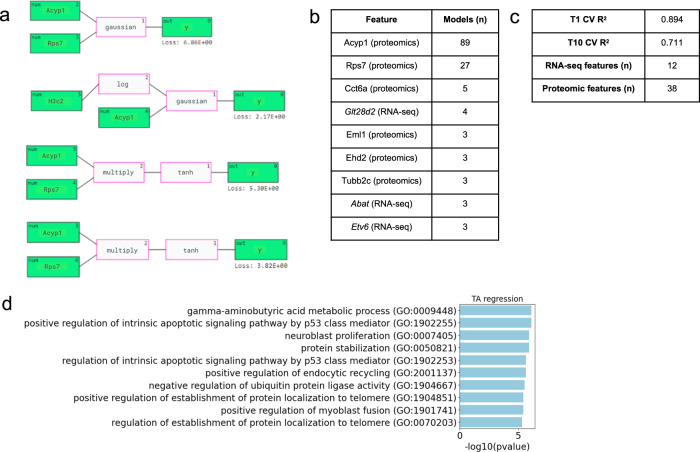 a
num 2
Acyp1
num 3
Rps7
1
gaussian
out 0
y
Loss: 6.86E+00
num 3
H3c2
2
log
num 4
Acyp1
1
gaussian
out 0
y
Loss: 2.17E+00
num 3
Acyp1
num 4
Rps7
2
multiply
1
tanh
out 0
y
Loss: 5.30E+00
num 3
Acyp1
num 4
Rps7
2
multiply
1
tanh
out 0
y
Loss: 3.82E+00
b
Feature Models (n)
Acyp1 (proteomics) 89
Rps7 (proteomics) 27
Cct6a (proteomics) 5
Glt28d2 (RNA-seq) 4
Eml1 (proteomics) 3
Ehd2 (proteomics) 3
Tubb2c (proteomics) 3
Abat (RNA-seq) 3
Etv6 (RNA-seq) 3
c
T1 CV R² 0.894
T10 CV R² 0.711
RNA-seq features (n) 12
Proteomic features (n) 38
d
TA regression
gamma-aminobutyric acid metabolic process (GO:0009448)
positive regulation of intrinsic apoptotic signaling pathway by p53 class mediator (GO:1902255)
neuroblast proliferation (GO:0007405)
protein stabilization (GO:0050821)
regulation of intrinsic apoptotic signaling pathway by p53 class mediator (GO:1902253)
positive regulation of endocytic recycling (GO:2001137)
negative regulation of ubiquitin protein ligase activity (GO:1904667)
positive regulation of establishment of protein localization to telomere (GO:1904851)
positive regulation of myoblast fusion (GO:1901741)
regulation of establishment of protein localization to telomere (GO:0070203)
0 5
-log10(pvalue)